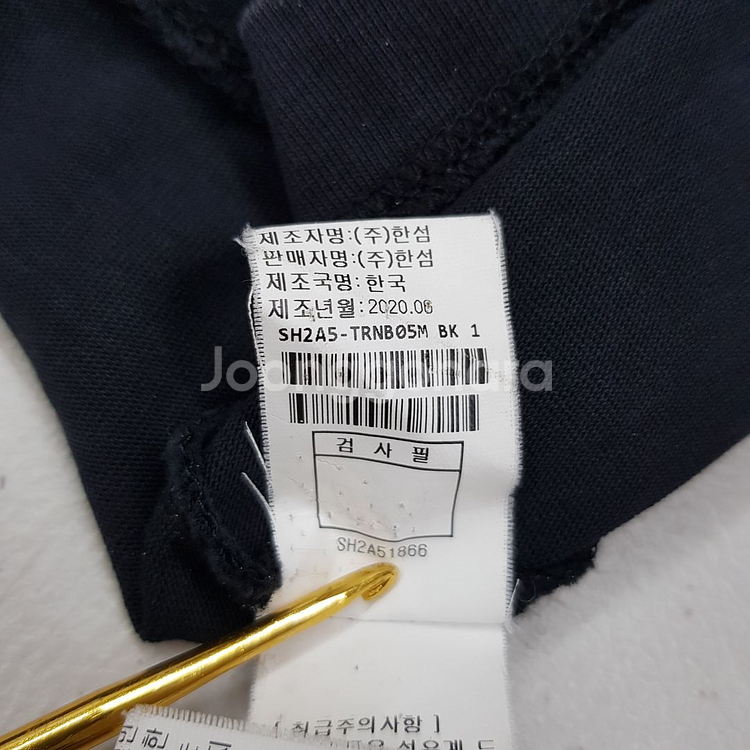 제조자명:(주)한섬
판매자명:(주)한섬
제조국명:한국
제조년월:2020.06
SH2A5-TRNB05M BK 1
Joonggonara
검 사 필
SH2A51866
[ 취급주의사항 ]